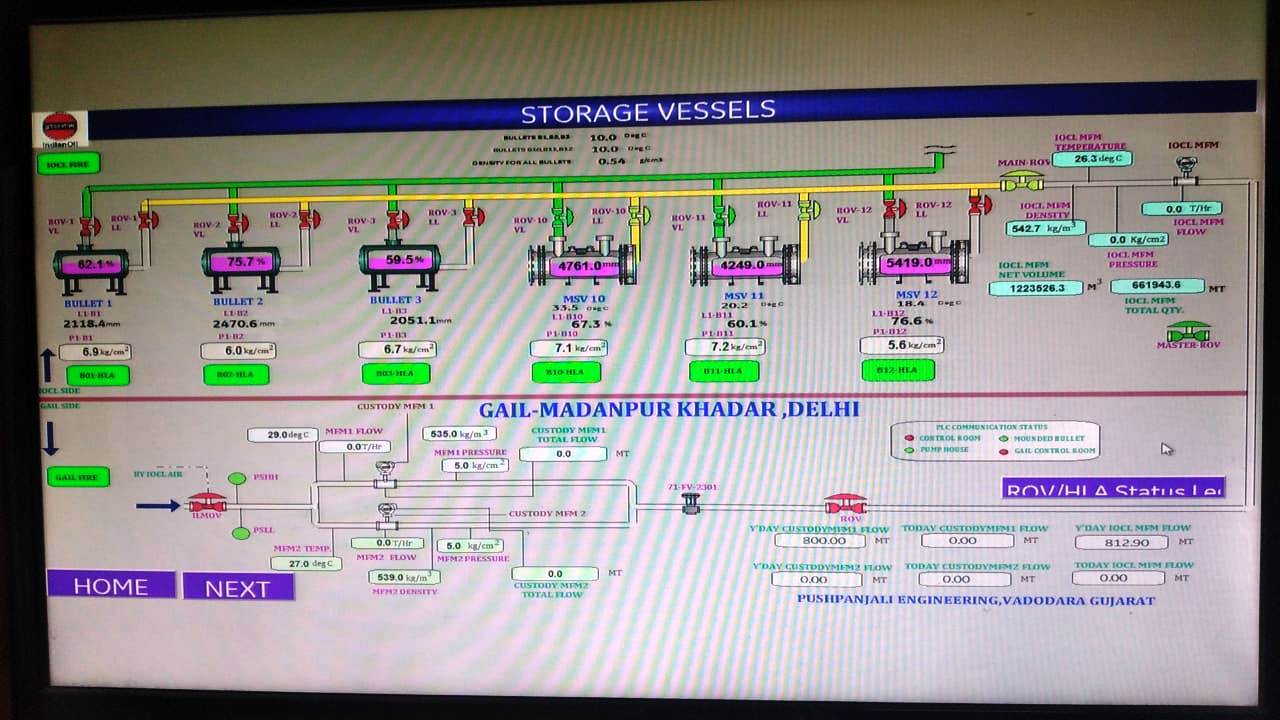 STORAGE VESSELS
IndianOil
BULLETS B1,B2,B3 10.0 Deg C
BULLETS B10,B11,B12 10.0 Deg C
DENSITY FOR ALL BULLETS 0.54 g/cm3
IOCL FIRE
IOCL MFM TEMPERATURE
26.3 deg C
IOCL MFM
MAIN-ROV
ROV-1 VL
ROV-1 LL
ROV-2 VL
ROV-2 LL
ROV-3 VL
ROV-3 LL
ROV-10 VL
ROV-10 LL
ROV-11 VL
ROV-11 LL
ROV-12 VL
ROV-12 LL
IOCL MFM DENSITY
542.7 kg/m3
0.0 T/Hr
IOCL MFM FLOW
0.0 Kg/cm2
IOCL MFM PRESSURE
62.1 %
75.7 %
59.5 %
4761.0 mm
4249.0 mm
5419.0 mm
IOCL MFM NET VOLUME
1223526.3 M3
661943.6 MT
IOCL MFM TOTAL QTY.
MASTER-ROV
BULLET 1
BULLET 2
BULLET 3
MSV 10
MSV 11
MSV 12
33.5 Deg C
20.2 Deg C
18.4 Deg C
L1-B1
L1-B2
L1-B3
L1-B10
L1-B11
L1-B12
2118.4 mm
2470.6 mm
2051.1 mm
67.3 %
60.1 %
76.6 %
P1-B1
P1-B2
P1-B3
P1-B10
P1-B11
P1-B12
6.9 kg/cm2
6.0 kg/cm2
6.7 kg/cm2
7.1 kg/cm2
7.2 kg/cm2
5.6 kg/cm2
B01-HLA
B02-HLA
B03-HLA
B10-HLA
B11-HLA
B12-HLA
IOCL SIDE
GAIL SIDE
GAIL-MADANPUR KHADAR ,DELHI
CUSTODY MFM 1
29.0 deg C
MFM1 FLOW
0.0 T/Hr
535.0 kg/m3
MFM1 PRESSURE
5.0 kg/cm2
CUSTODY MFM1 TOTAL FLOW
0.0 MT
PLC COMMUNICATION STATUS
CONTROL ROOM
MOUNDED BULLET
PUMP HOUSE
GAIL CONTROL ROOM
GAIL FIRE
BY IOCL AIR
PSHH
ILMOV
PSLL
71-FV-2301
ROV
ROV/HLA Status Le
CUSTODY MFM 2
MFM2 TEMP.
27.0 deg C
0.0 T/Hr
MFM2 FLOW
539.0 kg/m3
MFM2 DENSITY
5.0 kg/cm2
MFM2 PRESSURE
0.0 MT
CUSTODY MFM2 TOTAL FLOW
Y'DAY CUSTODYMFM1 FLOW
800.00 MT
TODAY CUSTODYMFM1 FLOW
0.00 MT
Y'DAY IOCL MFM FLOW
812.90 MT
Y'DAY CUSTODYMFM2 FLOW
0.00 MT
TODAY CUSTODYMFM2 FLOW
0.00 MT
TODAY IOCL MFM FLOW
0.00 MT
HOME
NEXT
PUSHPANJALI ENGINEERING,VADODARA GUJARAT